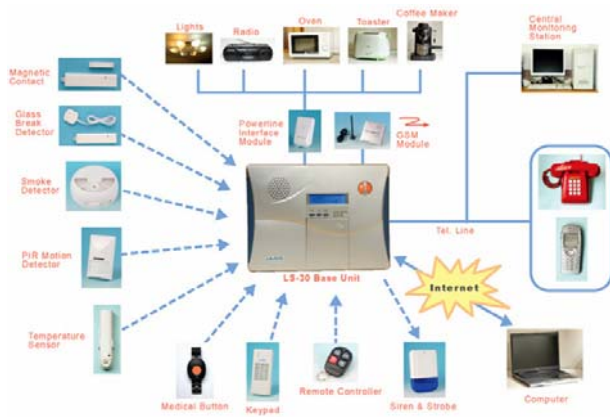 Lights
Radio
Oven
Toaster
Coffee Maker
Central
Monitoring
Station
Magnetic
Contact
Glass
Break
Detector
Powerline
Interface
Module
GSM
Module
Smoke
Detector
PIR Motion
Detector
Tel. Line
LS-30 Base Unit
Internet
Temperature
Sensor
Medical Button
Keypad
Remote Controller
Siren & Strobe
Computer